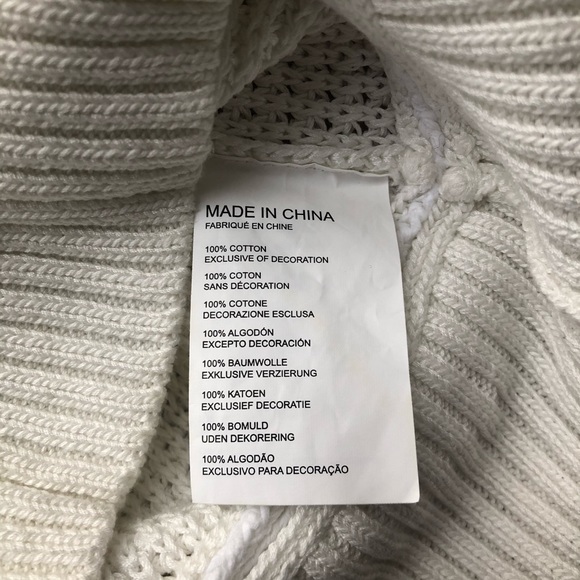 MADE IN CHINA
FABRIQUÉ EN CHINE
100% COTTON
EXCLUSIVE OF DECORATION
100% COTON
SANS DÉCORATION
100% COTONE
DECORAZIONE ESCLUSA
100% ALGODÓN
EXCEPTO DECORACIÓN
100% BAUMWOLLE
EXKLUSIVE VERZIERUNG
100% KATOEN
EXCLUSIEF DECORATIE
100% BOMULD
UDEN DEKORERING
100% ALGODÃO
EXCLUSIVO PARA DECORAÇÃO